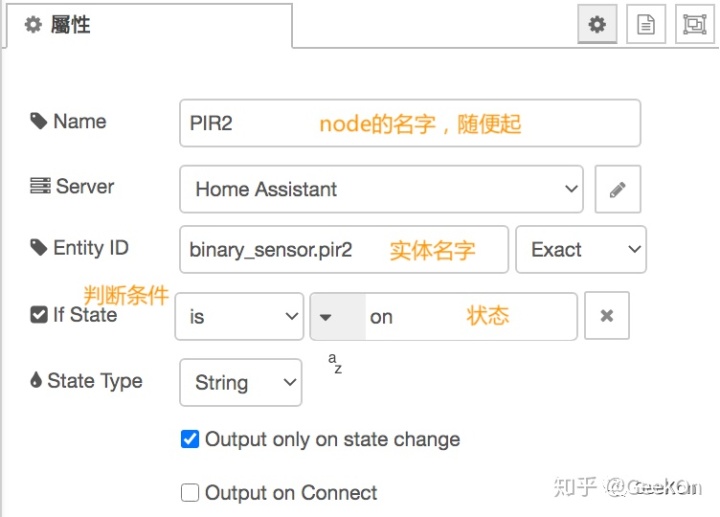 屬性
Name PIR2 node的名字，随便起
Server Home Assistant
Entity ID binary_sensor.pir2 实体名字 Exact
判断条件
If State is on 状态
a
z
State Type String
Output only on state change
Output on Connect
知乎 @GeeKOn